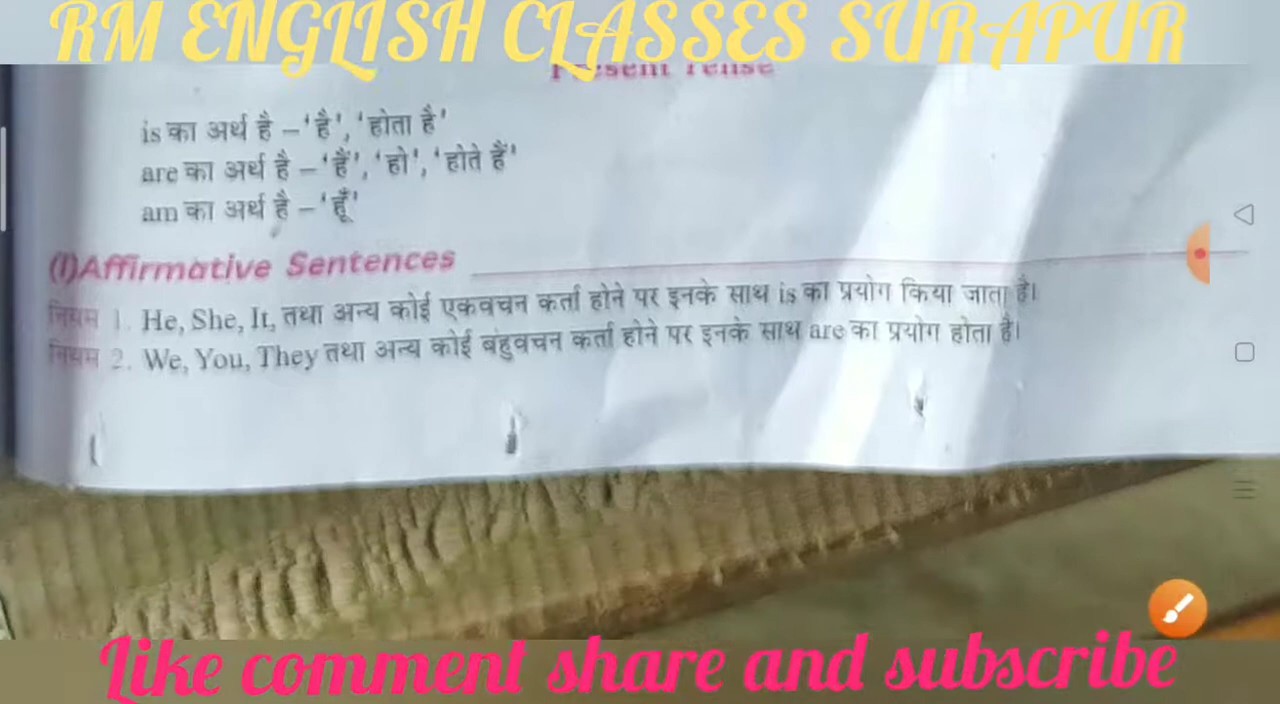 RM ENGLISH CLASSES SURAPUR
Present Tense
is का अर्थ है – 'है', 'होता है'
are का अर्थ है – 'हैं', 'हो', 'होते हैं'
am का अर्थ है – 'हूँ'
(I)Affirmative Sentences
नियम 1. He, She, It, तथा अन्य कोई एकवचन कर्ता होने पर इनके साथ is का प्रयोग किया जाता है।
नियम 2. We, You, They तथा अन्य कोई बंहुवचन कर्ता होने पर इनके साथ are का प्रयोग होता है।
Like comment share and subscribe